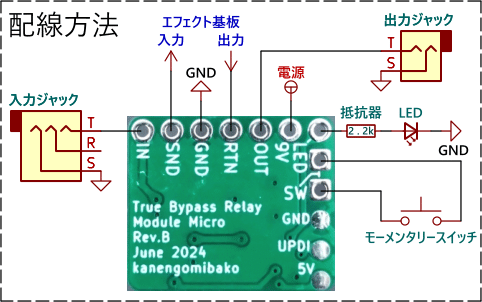 配線方法
エフェクト基板
入力 出力
出力ジャック
T
S
GND
電源
入力ジャック
T
R
S
抵抗器
2.2k
LED
GND
IN
SND
GND
RTN
OUT
9V
LED
SW
GND
UPDI
5V
True Bypass Relay
Module Micro
Rev.B
June 2024
kanengomibako
モーメンタリースイッチ